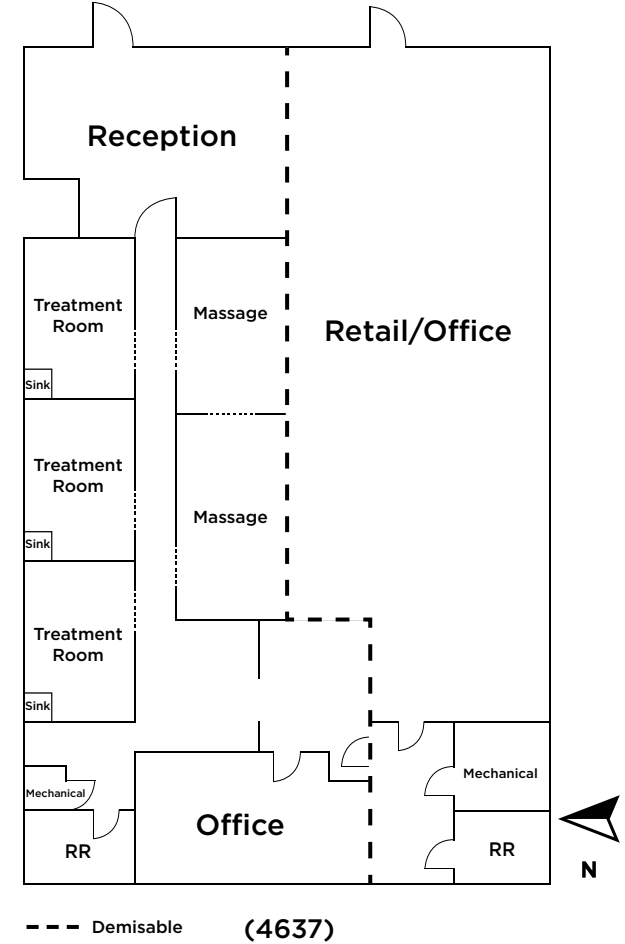 Reception
Treatment
Room
Massage
Retail/Office
Sink
Treatment
Room
Massage
Sink
Treatment
Room
Sink
Mechanical
Mechanical
Office
RR
RR
N
Demisable
(4637)